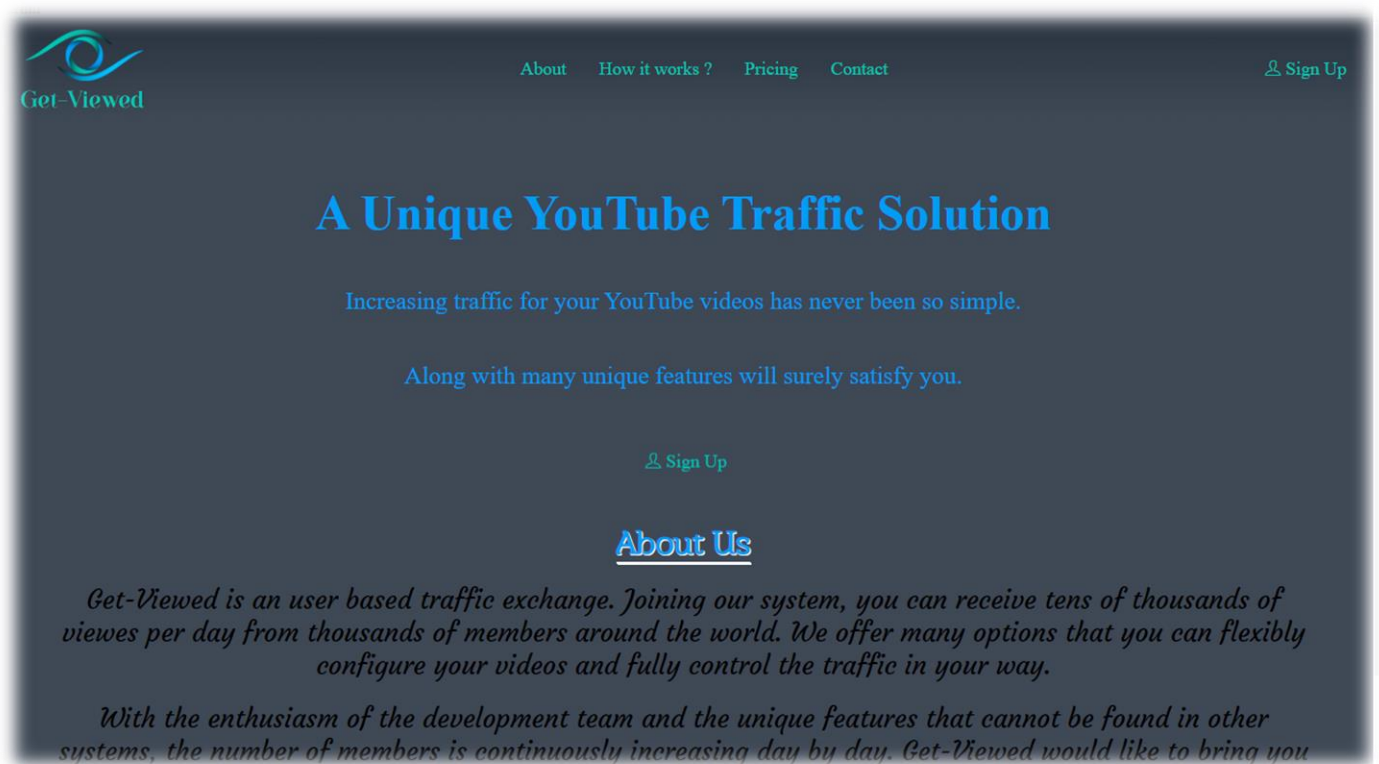 Get-Viewed
About How it works ? Pricing Contact
Sign Up
A Unique YouTube Traffic Solution
Increasing traffic for your YouTube videos has never been so simple.
Along with many unique features will surely satisfy you.
Sign Up
About Us
Get-Viewed is an user based traffic exchange. Joining our system, you can receive tens of thousands of
viewes per day from thousands of members around the world. We offer many options that you can flexibly
configure your videos and fully control the traffic in your way.
With the enthusiasm of the development team and the unique features that cannot be found in other
systems, the number of members is continuously increasing day by day. Get-Viewed would like to bring you